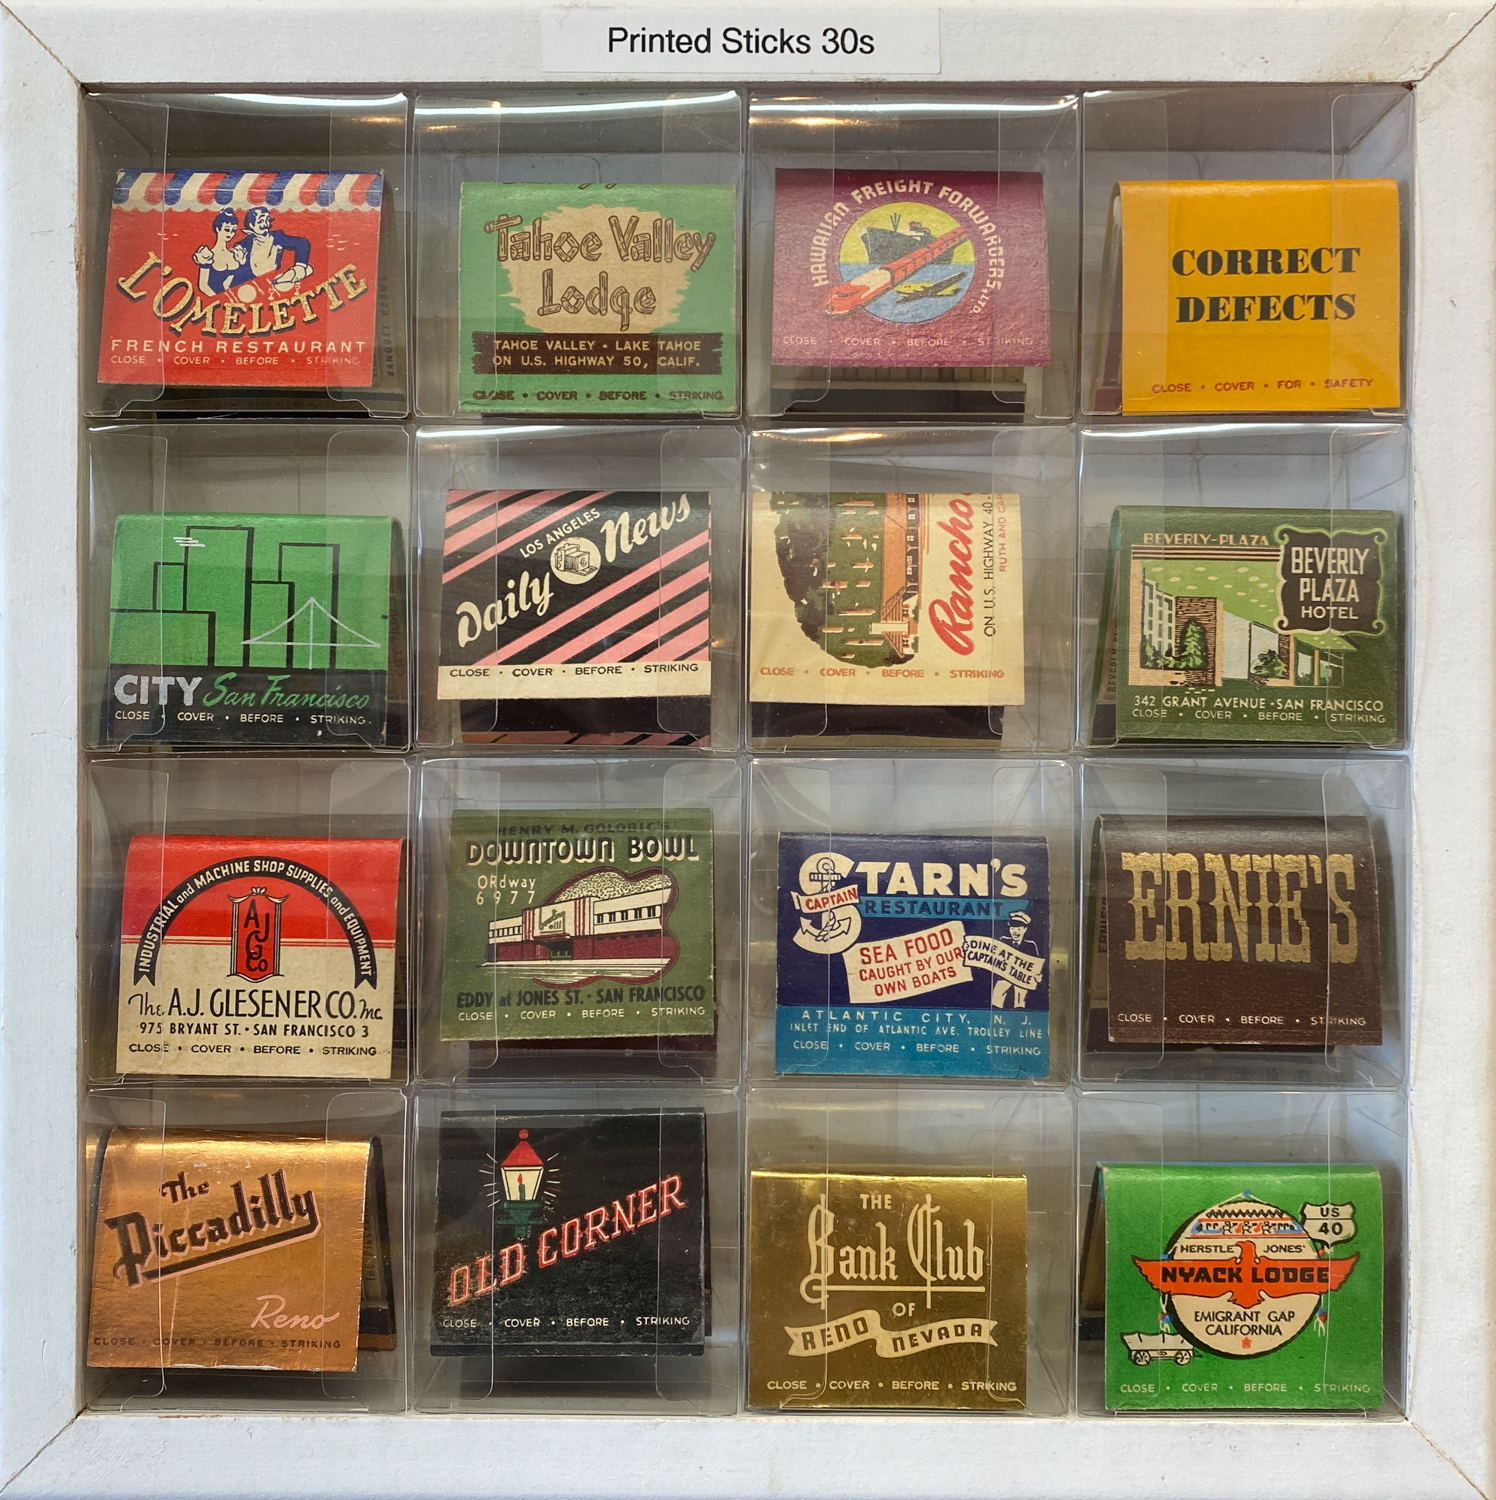 Printed Sticks 30s
L'OMELETTE
FRENCH RESTAURANT
CLOSE • COVER • BEFORE • STRIKING
Tahoe Valley
Lodge
TAHOE VALLEY • LAKE TAHOE
ON U.S. HIGHWAY 50, CALIF.
CLOSE • COVER • BEFORE • STRIKING
HAWAIIAN FREIGHT FORWARDERS, LTD.
CLOSE • COVER • BEFORE • STRIKING
CORRECT
DEFECTS
CLOSE • COVER • FOR • SAFETY
CITY San Francisco
CLOSE • COVER • BEFORE • STRIKING
LOS ANGELES
Daily News
CLOSE • COVER • BEFORE • STRIKING
Rancho
ON U.S. HIGHWAY 40 •
RUTH AND
CLOSE • COVER • BEFORE • STRIKING
BEVERLY-PLAZA
BEVERLY
PLAZA
HOTEL
342 GRANT AVENUE • SAN FRANCISCO
CLOSE • COVER • BEFORE • STRIKING
INDUSTRIAL and MACHINE SHOP SUPPLIES and EQUIPMENT
AJG Co
The A.J. GLESENER CO. Inc
975 BRYANT ST. • SAN FRANCISCO 3
CLOSE • COVER • BEFORE • STRIKING
HENRY M. GOLOBIC'S
DOWNTOWN BOWL
ORdway
6977
EDDY at JONES ST. • SAN FRANCISCO
CLOSE • COVER • BEFORE • STRIKING
CAPTAIN
STARN'S
RESTAURANT
SEA FOOD
CAUGHT BY OUR
OWN BOATS
DINE AT THE
CAPTAIN'S TABLE
ATLANTIC CITY, N. J.
INLET END OF ATLANTIC AVE. TROLLEY LINE
CLOSE • COVER • BEFORE • STRIKING
ERNIE'S
CLOSE • COVER • BEFORE • STRIKING
The
Piccadilly
Reno
CLOSE • COVER • BEFORE • STRIKING
OLD CORNER
CLOSE • COVER • BEFORE • STRIKING
THE
Bank Club
OF
RENO NEVADA
CLOSE • COVER • BEFORE • STRIKING
US
40
HERSTLE JONES'
NYACK LODGE
EMIGRANT GAP
CALIFORNIA
CLOSE • COVER • BEFORE • STRIKING